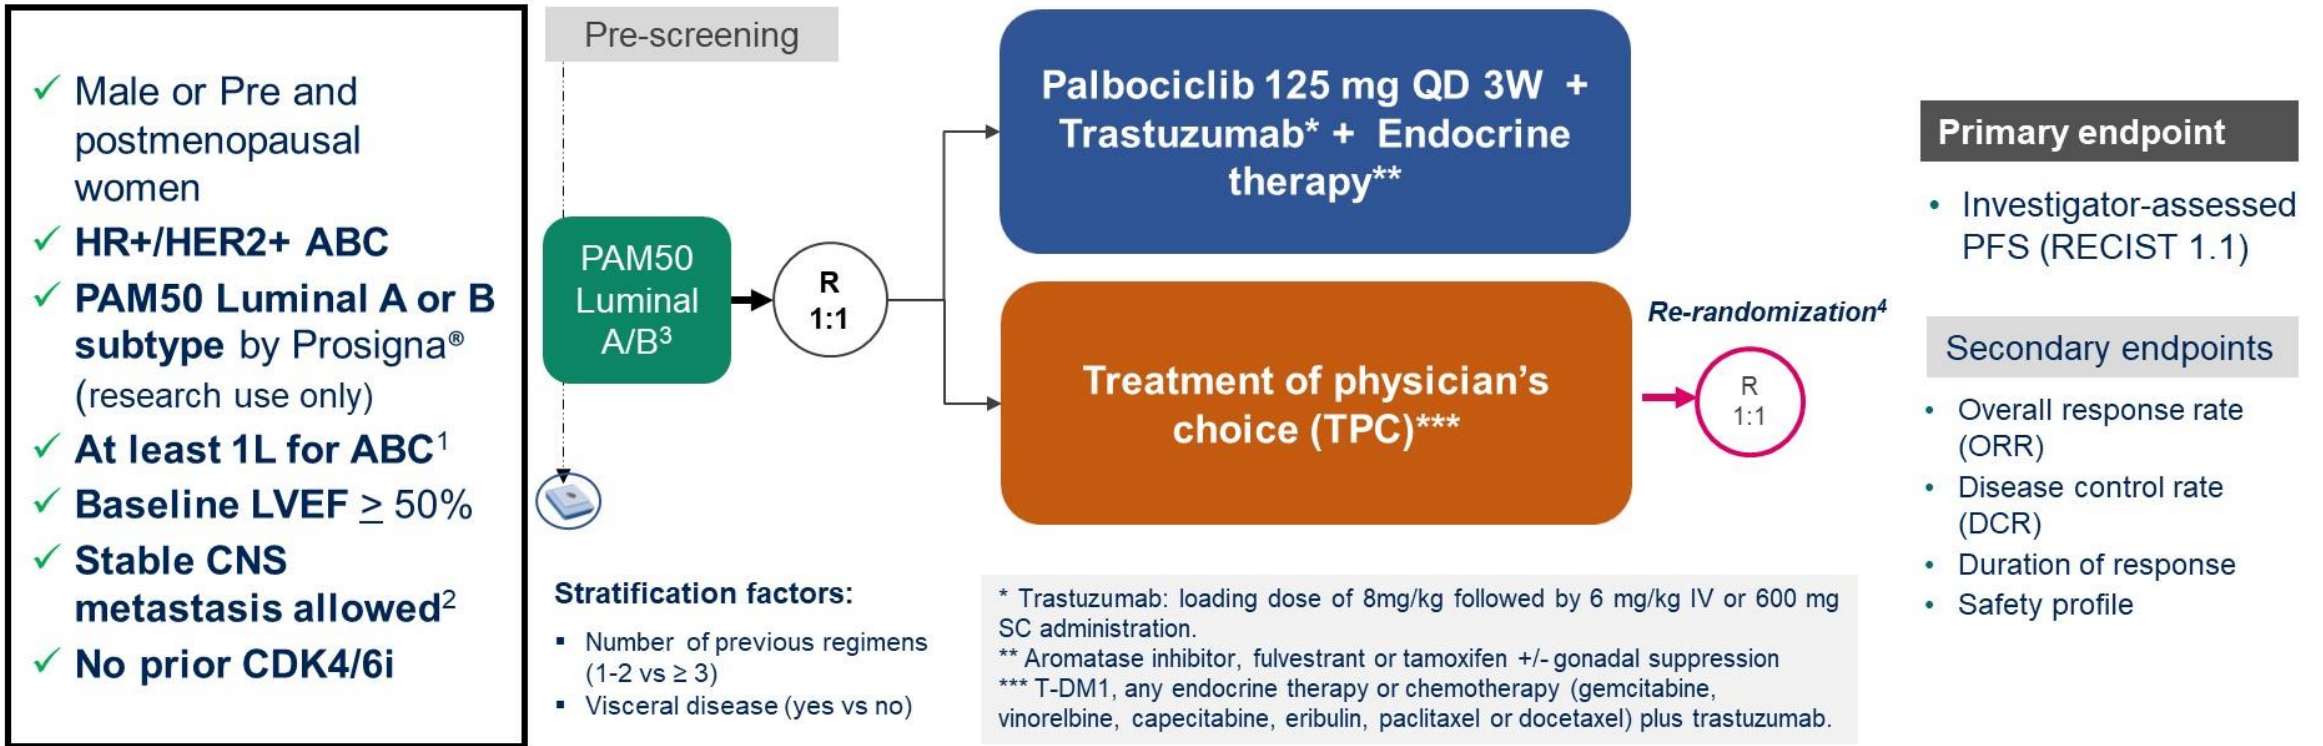 ✓ Male or Pre and
postmenopausal
women
✓ HR+/HER2+ ABC
✓ PAM50 Luminal A or B
subtype by Prosigna®
(research use only)
✓ At least 1L for ABC¹
✓ Baseline LVEF ≥ 50%
✓ Stable CNS
metastasis allowed²
✓ No prior CDK4/6i
Pre-screening
PAM50
Luminal
A/B³
R
1:1
Palbociclib 125 mg QD 3W +
Trastuzumab* + Endocrine
therapy**
Treatment of physician’s
choice (TPC)***
Re-randomization⁴
R
1:1
Stratification factors:
▪ Number of previous regimens
(1-2 vs ≥ 3)
▪ Visceral disease (yes vs no)
* Trastuzumab: loading dose of 8mg/kg followed by 6 mg/kg IV or 600 mg
SC administration.
** Aromatase inhibitor, fulvestrant or tamoxifen +/- gonadal suppression
*** T-DM1, any endocrine therapy or chemotherapy (gemcitabine,
vinorelbine, capecitabine, eribulin, paclitaxel or docetaxel) plus trastuzumab.
Primary endpoint
• Investigator-assessed
PFS (RECIST 1.1)
Secondary endpoints
• Overall response rate
(ORR)
• Disease control rate
(DCR)
• Duration of response
• Safety profile